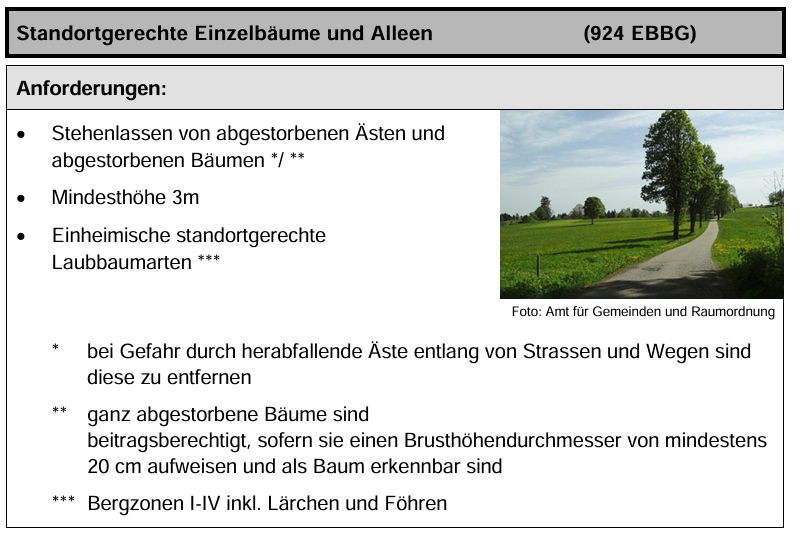 Standortgerechte Einzelbäume und Alleen (924 EBBG)
Anforderungen:
• Stehenlassen von abgestorbenen Ästen und
abgestorbenen Bäumen */ **
• Mindesthöhe 3m
• Einheimische standortgerechte
Laubbaumarten ***
Foto: Amt für Gemeinden und Raumordnung
* bei Gefahr durch herabfallende Äste entlang von Strassen und Wegen sind
diese zu entfernen
** ganz abgestorbene Bäume sind
beitragsberechtigt, sofern sie einen Brusthöhendurchmesser von mindestens
20 cm aufweisen und als Baum erkennbar sind
*** Bergzonen I-IV inkl. Lärchen und Föhren